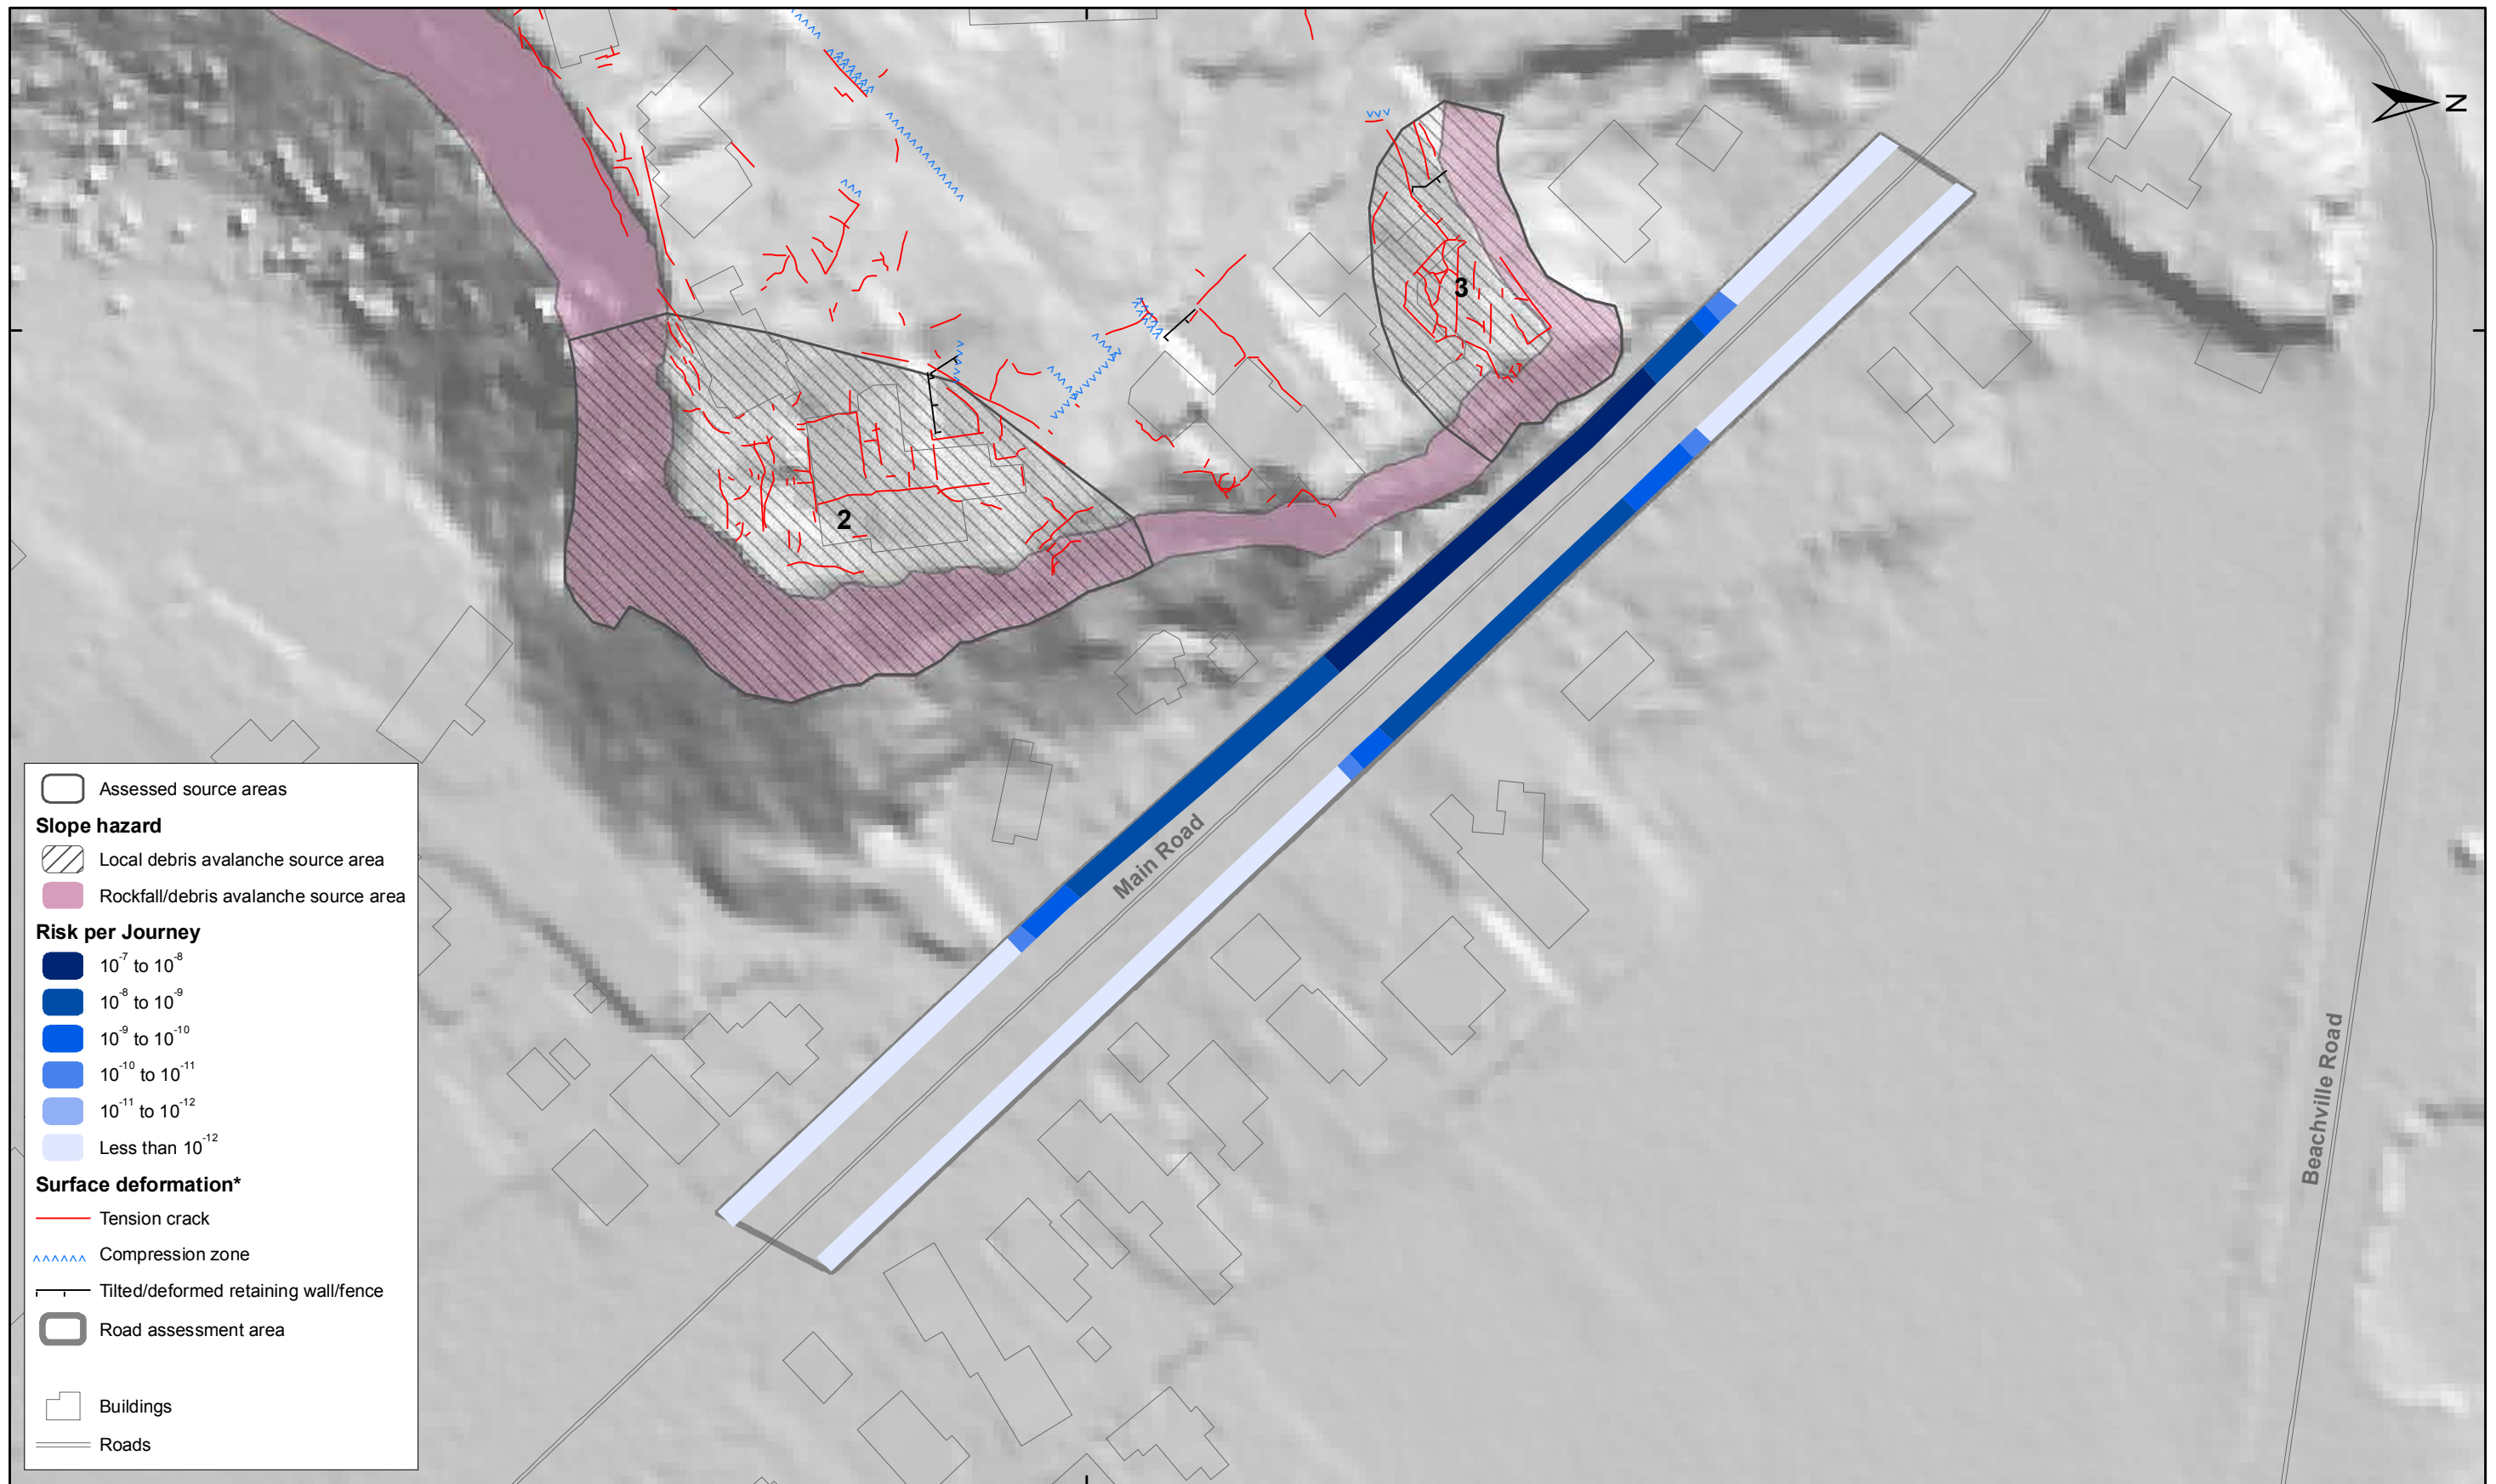 N
3
2
Main Road
Beachville Road
Assessed source areas
Slope hazard
Local debris avalanche source area
Rockfall/debris avalanche source area
Risk per Journey
10-7 to 10-8
10-8 to 10-9
10-9 to 10-10
10-10 to 10-11
10-11 to 10-12
Less than 10-12
Surface deformation*
Tension crack
Compression zone
Tilted/deformed retaining wall/fence
Road assessment area
Buildings
Roads